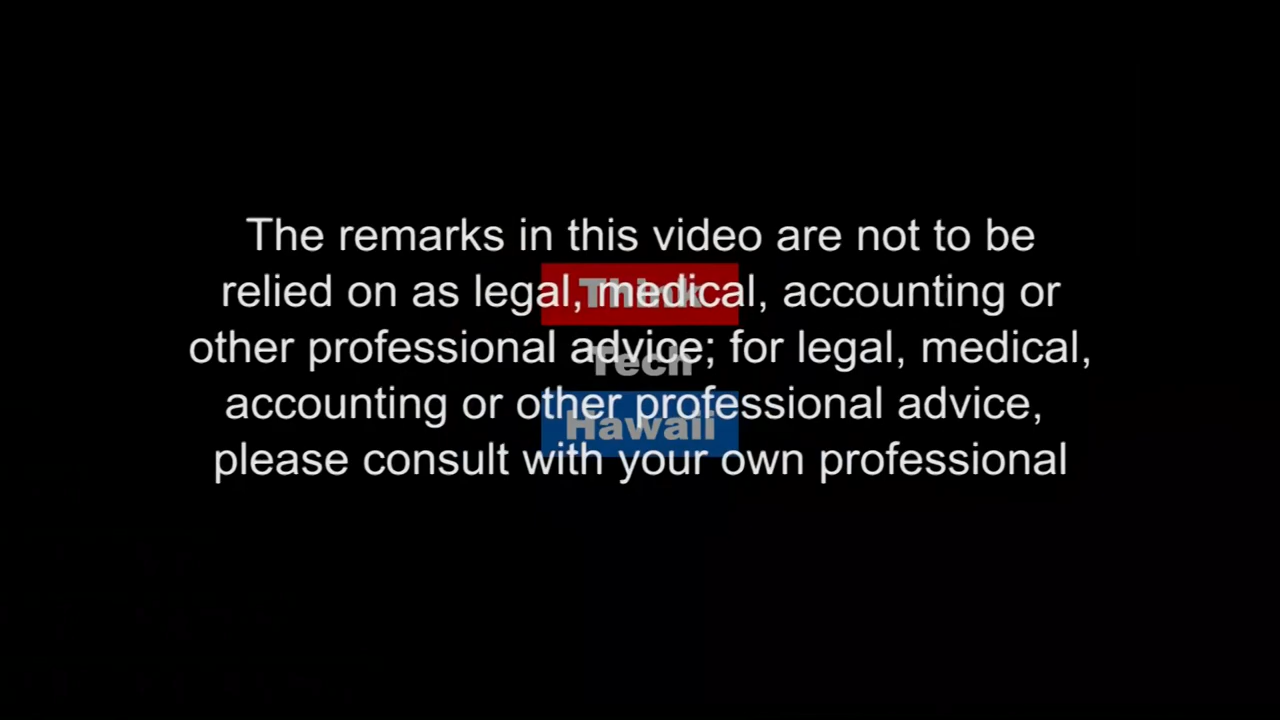 The remarks in this video are not to be
relied on as legal, medical, accounting or
other professional advice; for legal, medical,
accounting or other professional advice,
please consult with your own professional
Think
Tech
Hawaii